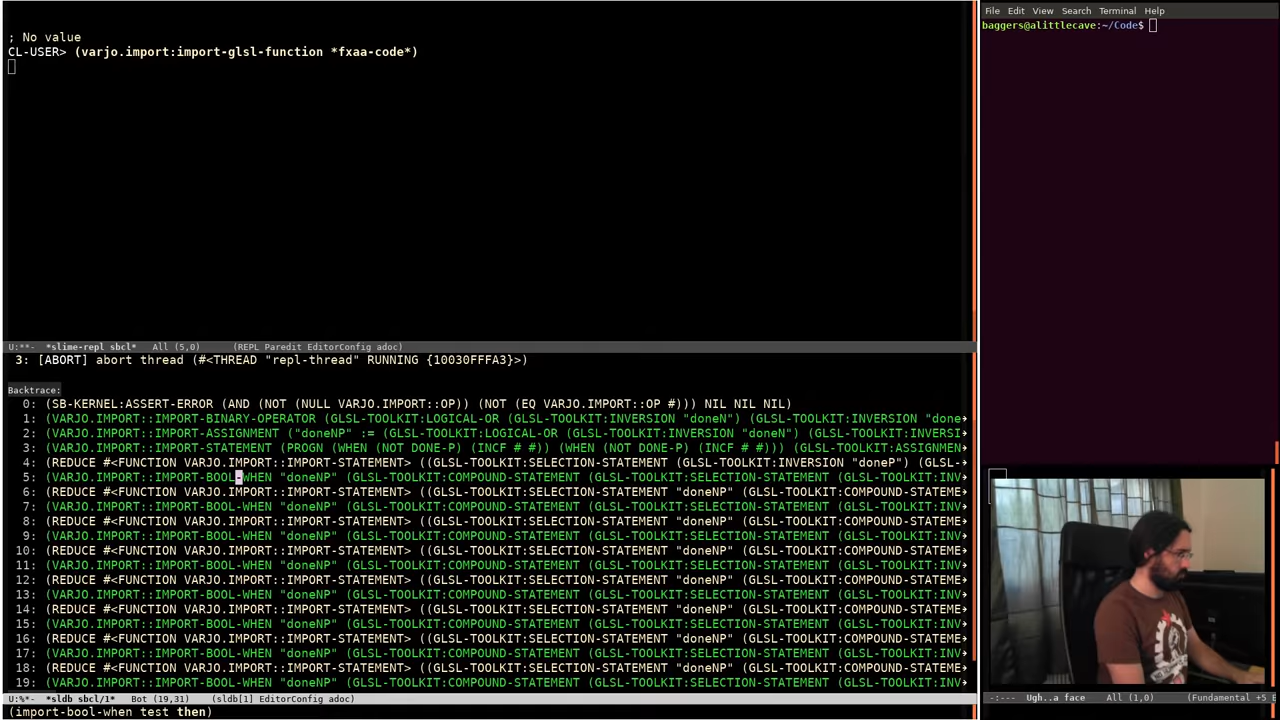 ; No value
CL-USER> (varjo.import:import-glsl-function *fxaa-code*)
U:**-  *slime-repl sbcl*   All (5,0)      (REPL Paredit EditorConfig adoc)
 3: [ABORT] abort thread (#<THREAD "repl-thread" RUNNING {10030FFFA3}>)
Backtrace:
  0: (SB-KERNEL:ASSERT-ERROR (AND (NOT (NULL VARJO.IMPORT::OP)) (NOT (EQ VARJO.IMPORT::OP #))) NIL NIL NIL)
  1: (VARJO.IMPORT::IMPORT-BINARY-OPERATOR (GLSL-TOOLKIT:LOGICAL-OR (GLSL-TOOLKIT:INVERSION "doneN") (GLSL-TOOLKIT:INVERSION "done
  2: (VARJO.IMPORT::IMPORT-ASSIGNMENT ("doneNP" := (GLSL-TOOLKIT:LOGICAL-OR (GLSL-TOOLKIT:INVERSION "doneN") (GLSL-TOOLKIT:INVERSI
  3: (VARJO.IMPORT::IMPORT-STATEMENT (PROGN (WHEN (NOT DONE-P) (INCF # #)) (WHEN (NOT DONE-P) (INCF # #))) (GLSL-TOOLKIT:ASSIGNMEN
  4: (REDUCE #<FUNCTION VARJO.IMPORT::IMPORT-STATEMENT> ((GLSL-TOOLKIT:SELECTION-STATEMENT (GLSL-TOOLKIT:INVERSION "doneP") (GLSL-
  5: (VARJO.IMPORT::IMPORT-BOOL-WHEN "doneNP" (GLSL-TOOLKIT:COMPOUND-STATEMENT (GLSL-TOOLKIT:SELECTION-STATEMENT (GLSL-TOOLKIT:INV
  6: (REDUCE #<FUNCTION VARJO.IMPORT::IMPORT-STATEMENT> ((GLSL-TOOLKIT:SELECTION-STATEMENT "doneNP" (GLSL-TOOLKIT:COMPOUND-STATEME
  7: (VARJO.IMPORT::IMPORT-BOOL-WHEN "doneNP" (GLSL-TOOLKIT:COMPOUND-STATEMENT (GLSL-TOOLKIT:SELECTION-STATEMENT (GLSL-TOOLKIT:INV
  8: (REDUCE #<FUNCTION VARJO.IMPORT::IMPORT-STATEMENT> ((GLSL-TOOLKIT:SELECTION-STATEMENT "doneNP" (GLSL-TOOLKIT:COMPOUND-STATEME
  9: (VARJO.IMPORT::IMPORT-BOOL-WHEN "doneNP" (GLSL-TOOLKIT:COMPOUND-STATEMENT (GLSL-TOOLKIT:SELECTION-STATEMENT (GLSL-TOOLKIT:INV
 10: (REDUCE #<FUNCTION VARJO.IMPORT::IMPORT-STATEMENT> ((GLSL-TOOLKIT:SELECTION-STATEMENT "doneNP" (GLSL-TOOLKIT:COMPOUND-STATEME
 11: (VARJO.IMPORT::IMPORT-BOOL-WHEN "doneNP" (GLSL-TOOLKIT:COMPOUND-STATEMENT (GLSL-TOOLKIT:SELECTION-STATEMENT (GLSL-TOOLKIT:INV
 12: (REDUCE #<FUNCTION VARJO.IMPORT::IMPORT-STATEMENT> ((GLSL-TOOLKIT:SELECTION-STATEMENT "doneNP" (GLSL-TOOLKIT:COMPOUND-STATEME
 13: (VARJO.IMPORT::IMPORT-BOOL-WHEN "doneNP" (GLSL-TOOLKIT:COMPOUND-STATEMENT (GLSL-TOOLKIT:SELECTION-STATEMENT (GLSL-TOOLKIT:INV
 14: (REDUCE #<FUNCTION VARJO.IMPORT::IMPORT-STATEMENT> ((GLSL-TOOLKIT:SELECTION-STATEMENT "doneNP" (GLSL-TOOLKIT:COMPOUND-STATEME
 15: (VARJO.IMPORT::IMPORT-BOOL-WHEN "doneNP" (GLSL-TOOLKIT:COMPOUND-STATEMENT (GLSL-TOOLKIT:SELECTION-STATEMENT (GLSL-TOOLKIT:INV
 16: (REDUCE #<FUNCTION VARJO.IMPORT::IMPORT-STATEMENT> ((GLSL-TOOLKIT:SELECTION-STATEMENT "doneNP" (GLSL-TOOLKIT:COMPOUND-STATEME
 17: (VARJO.IMPORT::IMPORT-BOOL-WHEN "doneNP" (GLSL-TOOLKIT:COMPOUND-STATEMENT (GLSL-TOOLKIT:SELECTION-STATEMENT (GLSL-TOOLKIT:INV
 18: (REDUCE #<FUNCTION VARJO.IMPORT::IMPORT-STATEMENT> ((GLSL-TOOLKIT:SELECTION-STATEMENT "doneNP" (GLSL-TOOLKIT:COMPOUND-STATEME
 19: (VARJO.IMPORT::IMPORT-BOOL-WHEN "doneNP" (GLSL-TOOLKIT:COMPOUND-STATEMENT (GLSL-TOOLKIT:SELECTION-STATEMENT (GLSL-TOOLKIT:INV
U:%*-  *sldb sbcl/1*   Bot (19,31)    (sldb[1] EditorConfig adoc)
(import-bool-when test then)
File Edit View Search Terminal Help
baggers@alittlecave:~/Code$
-:---  Ugh..a face    All (1,0)      (Fundamental +5 E